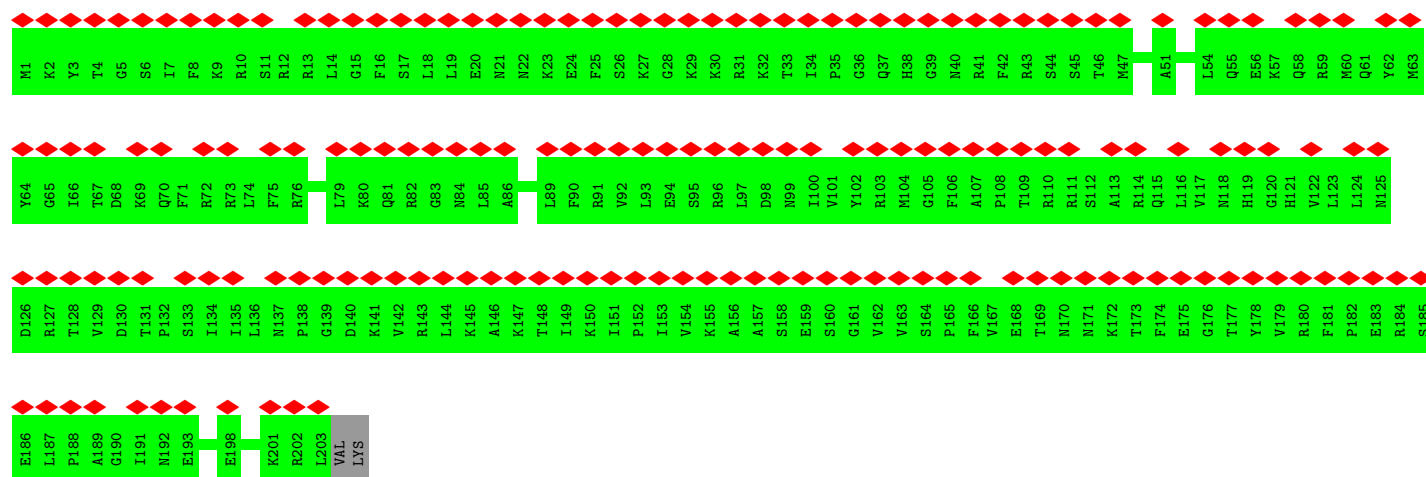 M1 K2 Y3 T4 G5 S6 I7 F8 K9 R10 S11 R12 R13 L14 G15 F16 S17 L18 L19 E20 N21 N22 K23 E24 F25 S26 K27 G28 K29 K30 R31 K32 T33 I34 P35 G36 Q37 H38 G39 N40 R41 F42 R43 S44 S45 T46 M47 A51 L54 Q55 E56 K57 Q58 R59 M60 Q61 Y62 M63
Y64 G65 I66 T67 D68 K69 Q70 F71 R72 R73 L74 F75 R76 L79 K80 Q81 R82 G83 N84 L85 A86 L89 F90 R91 V92 L93 E94 S95 R96 L97 D98 N99 I100 V101 Y102 R103 M104 G105 F106 A107 P108 T109 R110 R111 S112 A113 R114 Q115 L116 V117 N118 H119 G120 H121 V122 L123 L124 N125
D126 R127 T128 V129 D130 T131 P132 S133 I134 I135 L136 N137 P138 G139 D140 K141 V142 R143 L144 K145 A146 K147 T148 I149 K150 I151 P152 I153 V154 K155 A156 A157 S158 E159 S160 G161 V162 V163 S164 P165 F166 V167 E168 T169 N170 N171 K172 T173 F174 E175 G176 T177 Y178 V179 R180 F181 P182 E183 R184 S185
E186 L187 P188 A189 G190 I191 N192 E193 E198 K201 R202 L203 VAL LYS